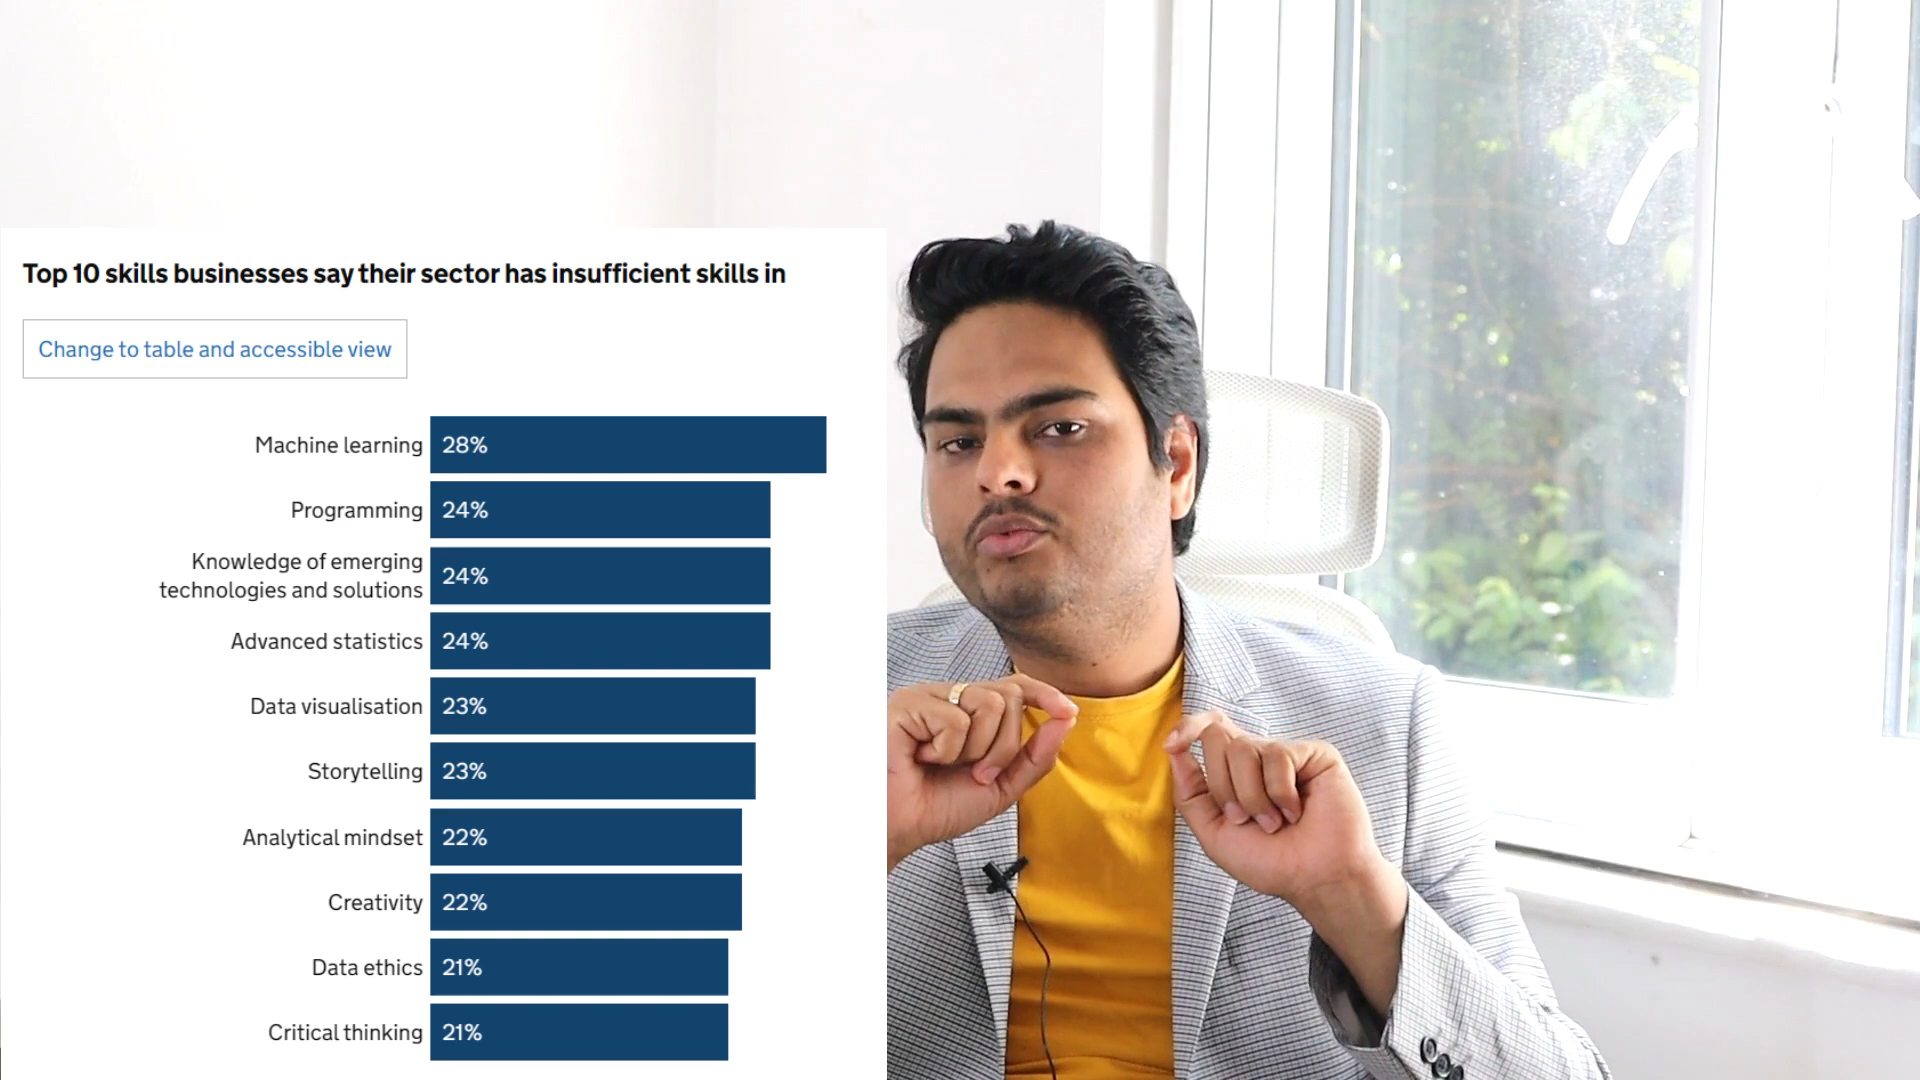 Top 10 skills businesses say their sector has insufficient skills in
Change to table and accessible view
Machine learning 28%
Programming 24%
Knowledge of emerging
technologies and solutions 24%
Advanced statistics 24%
Data visualisation 23%
Storytelling 23%
Analytical mindset 22%
Creativity 22%
Data ethics 21%
Critical thinking 21%